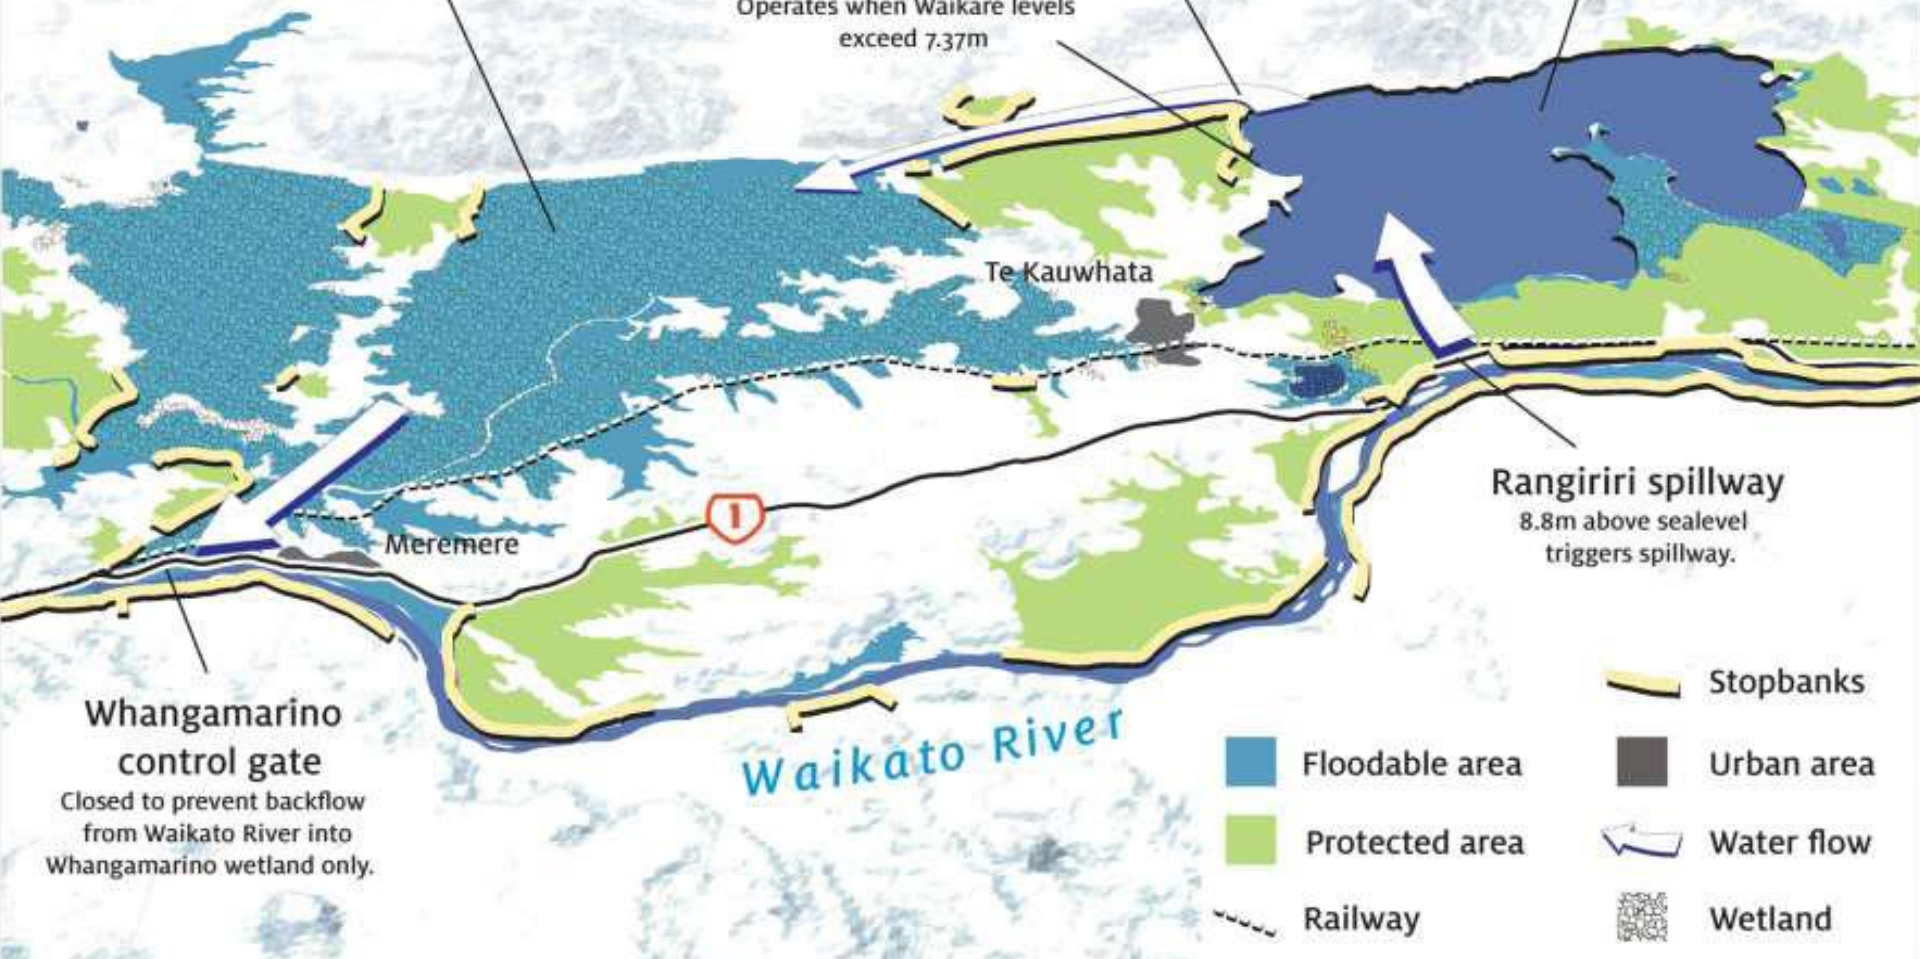 Operates when Waikare levels
exceed 7.37m
Te Kauwhata
1
Meremere
Rangiriri spillway
8.8m above sealevel
triggers spillway.
Whangamarino
control gate
Closed to prevent backflow
from Waikato River into
Whangamarino wetland only.
Waikato River
Stopbanks
Floodable area
Urban area
Protected area
Water flow
Railway
Wetland